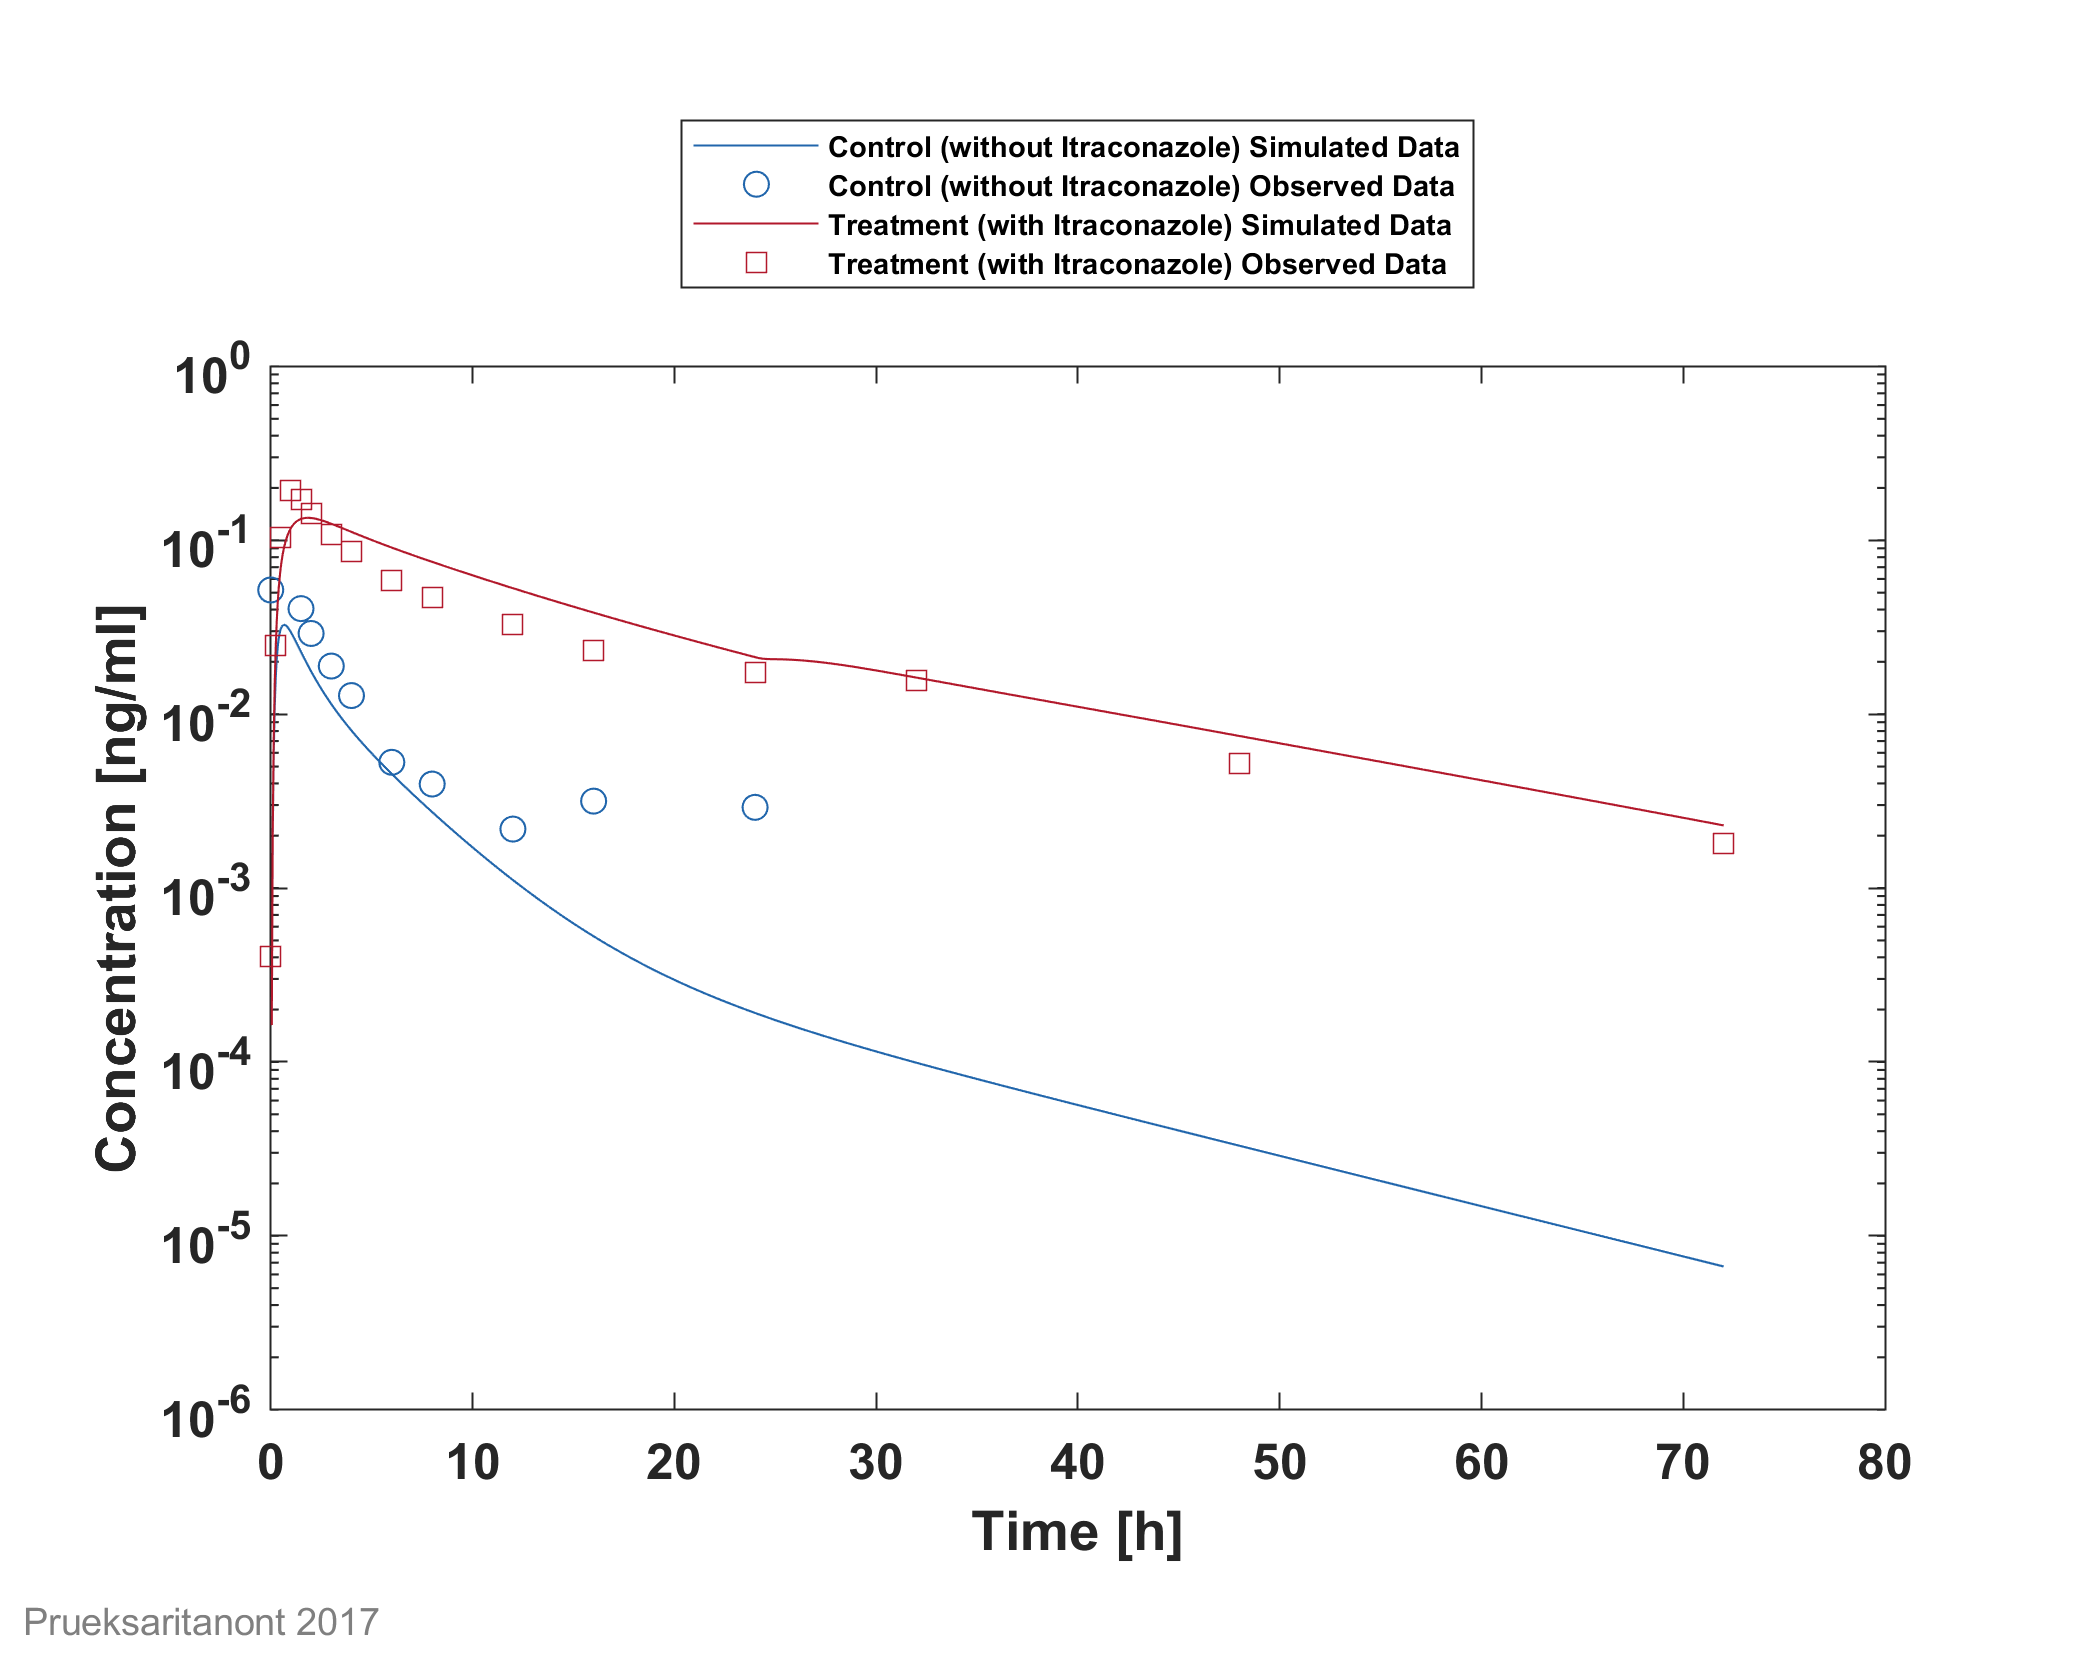 Control (without Itraconazole) Simulated Data
Control (without Itraconazole) Observed Data
Treatment (with Itraconazole) Simulated Data
Treatment (with Itraconazole) Observed Data
10^0
10^-1
10^-2
10^-3
10^-4
10^-5
10^-6
Concentration [ng/ml]
0 10 20 30 40 50 60 70 80
Time [h]
Prueksaritanont 2017